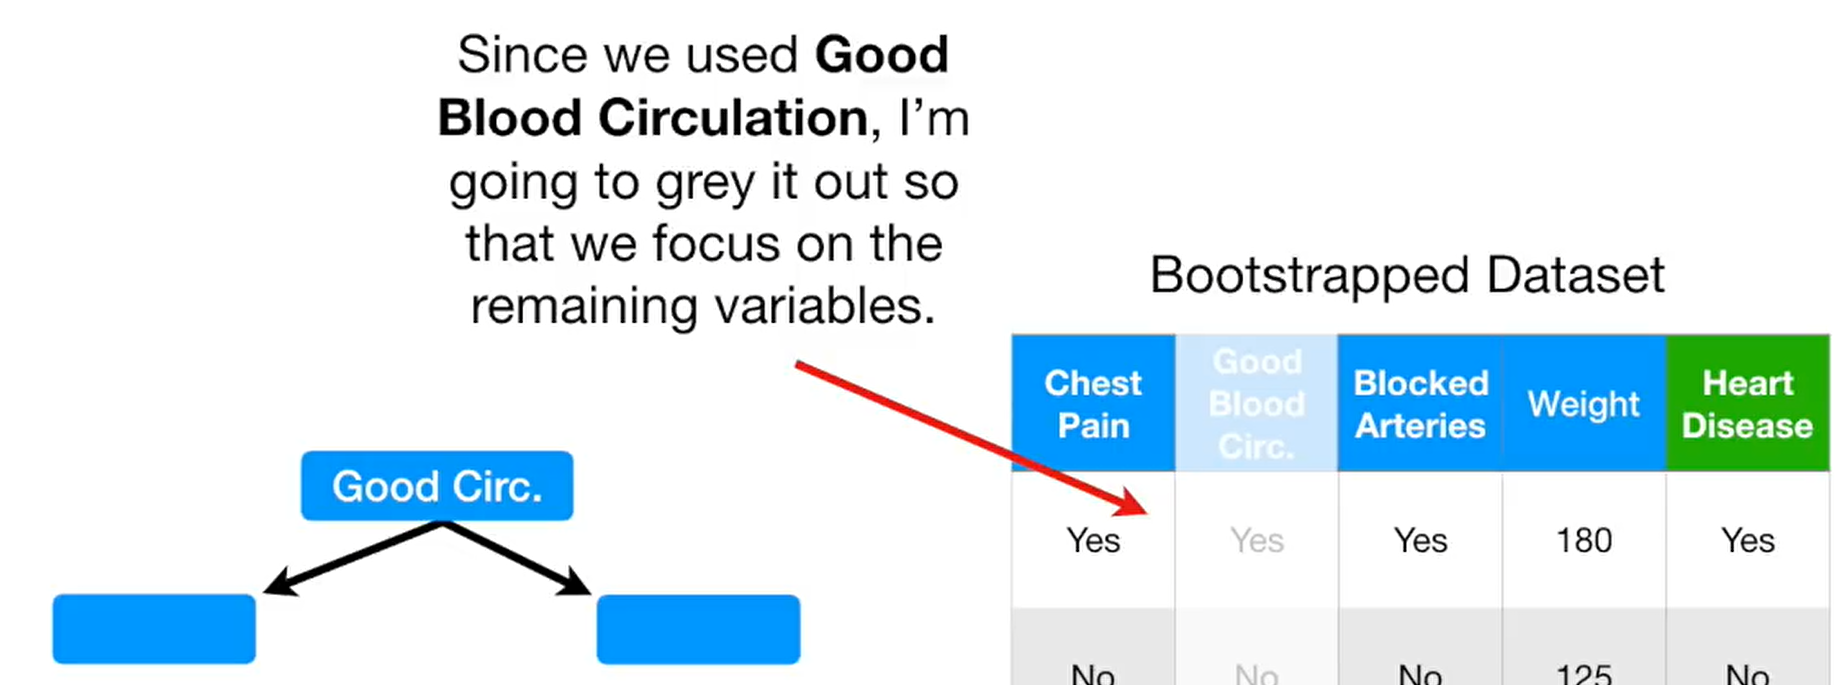 Since we used Good
Blood Circulation, I'm
going to grey it out so
that we focus on the
remaining variables.
Good Circ.
Bootstrapped Dataset
Chest Pain Good Blood Circ. Blocked Arteries Weight Heart Disease
Yes Yes Yes 180 Yes
No No No 125 No